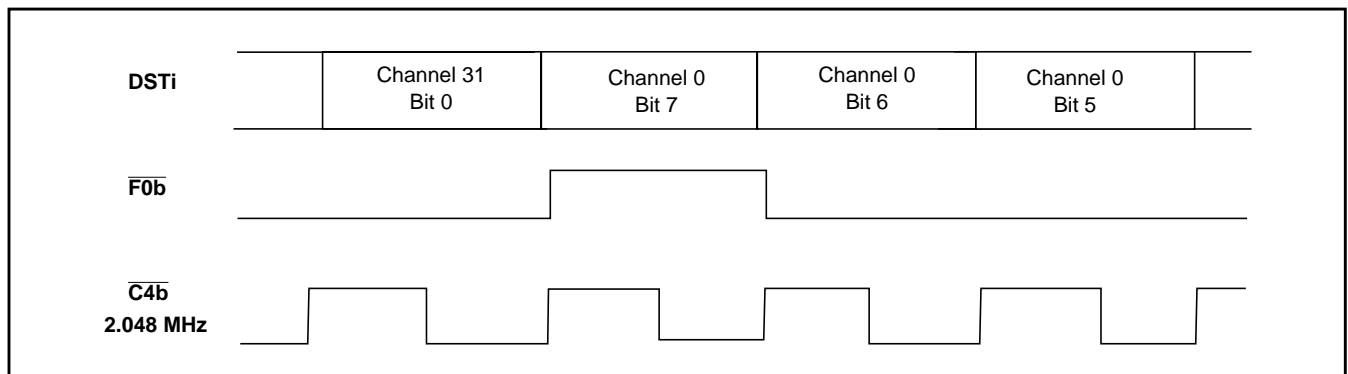 DSTi
Channel 31
Bit 0
Channel 0
Bit 7
Channel 0
Bit 6
Channel 0
Bit 5
F0b
C4b
2.048 MHz